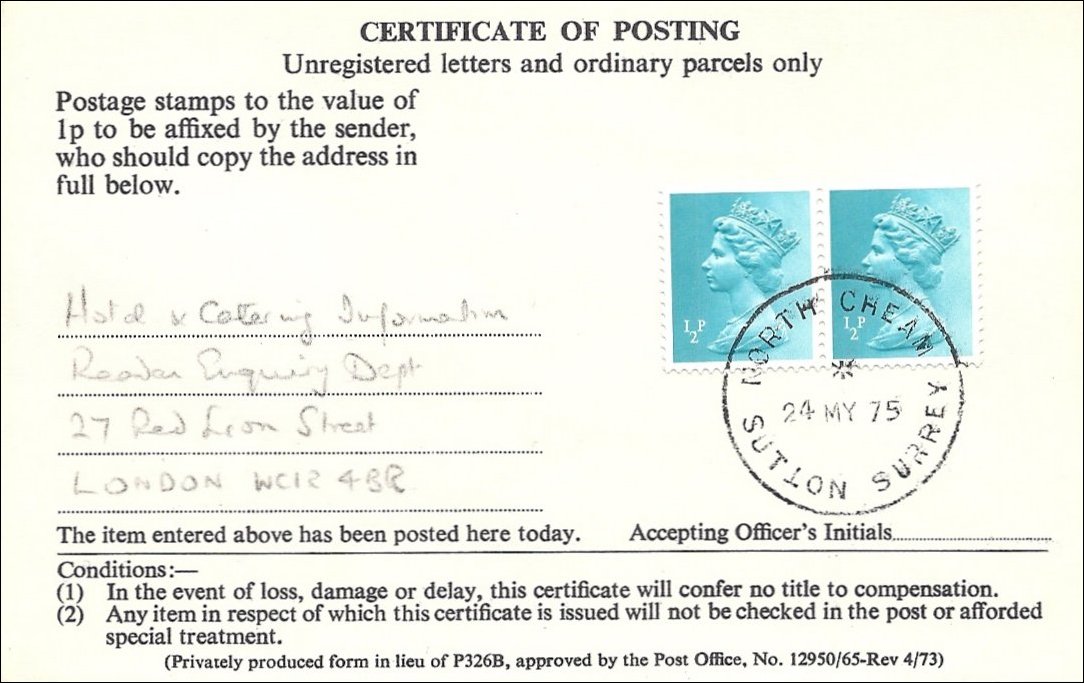 CERTIFICATE OF POSTING
Unregistered letters and ordinary parcels only
Postage stamps to the value of
1p to be affixed by the sender,
who should copy the address in
full below.
½P ½P
NORTH CHEAM
24 MY 75
SUTTON SURREY
Hotel & Catering Information
Reader Enquiry Dept
27 Red Lion Street
LONDON WC1R 4BR
The item entered above has been posted here today. Accepting Officer's Initials
Conditions:—
(1) In the event of loss, damage or delay, this certificate will confer no title to compensation.
(2) Any item in respect of which this certificate is issued will not be checked in the post or afforded
special treatment.
(Privately produced form in lieu of P326B, approved by the Post Office, No. 12950/65-Rev 4/73)